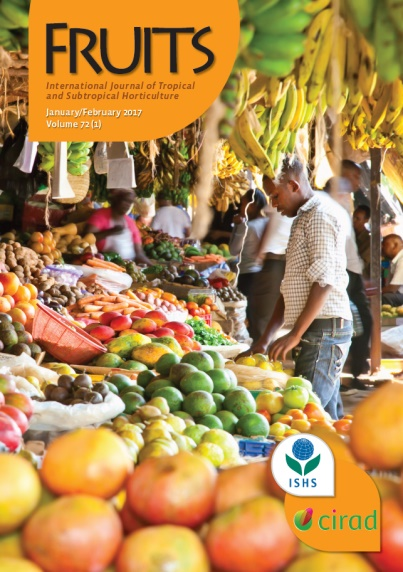 FRUITS
International Journal of Tropical
and Subtropical Horticulture
January/February 2017
Volume 72 (1)
ISHS
cirad